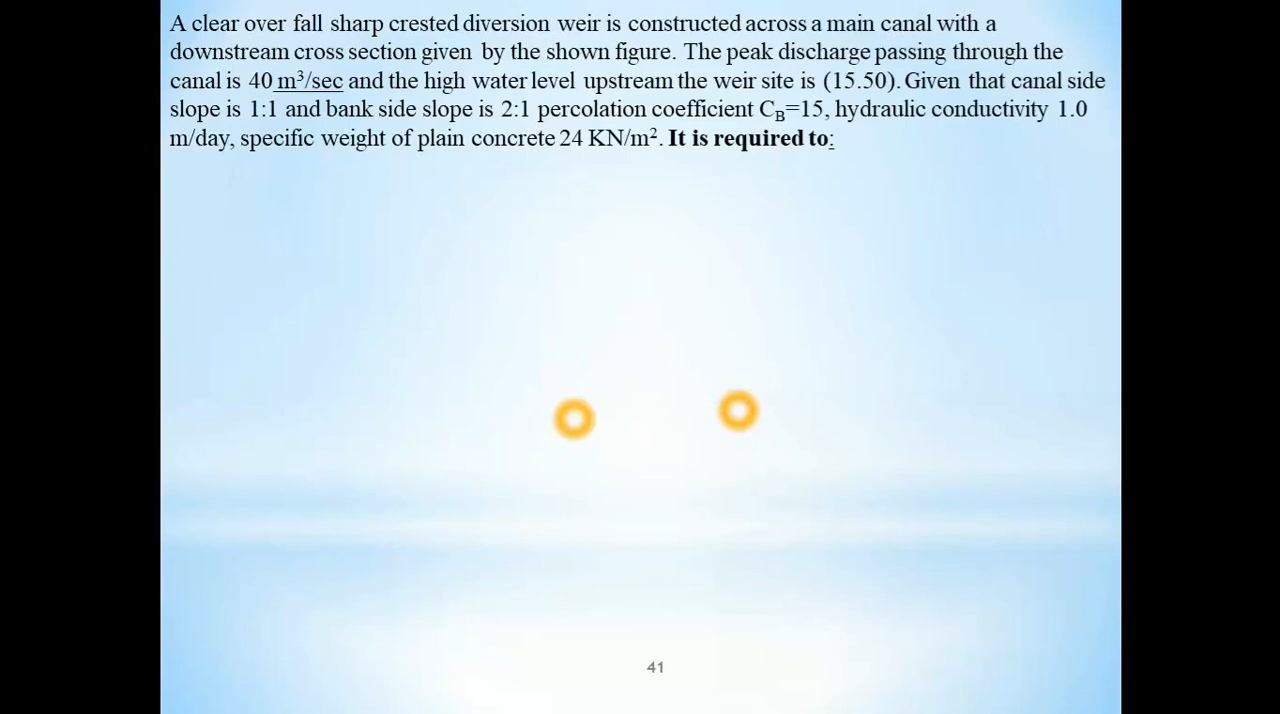 A clear over fall sharp crested diversion weir is constructed across a main canal with a
downstream cross section given by the shown figure. The peak discharge passing through the
canal is 40 m³/sec and the high water level upstream the weir site is (15.50). Given that canal side
slope is 1:1 and bank side slope is 2:1 percolation coefficient C_B=15, hydraulic conductivity 1.0
m/day, specific weight of plain concrete 24 KN/m². It is required to:
41